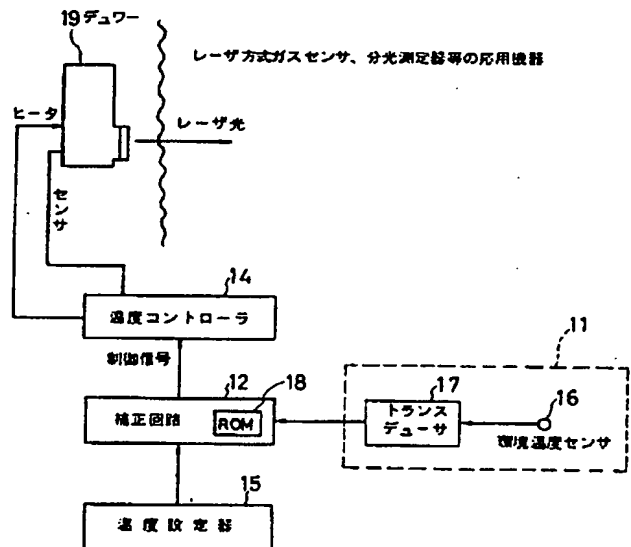 19 デュワー
レーザ方式ガスセンサ、分光測定器等の応用機器
ヒータ
レーザ光
センサ
14
温度コントローラ
制御信号
11
12
18
17
16
補正回路
ROM
トランス
デューサ
環境温度センサ
15
温度設定器